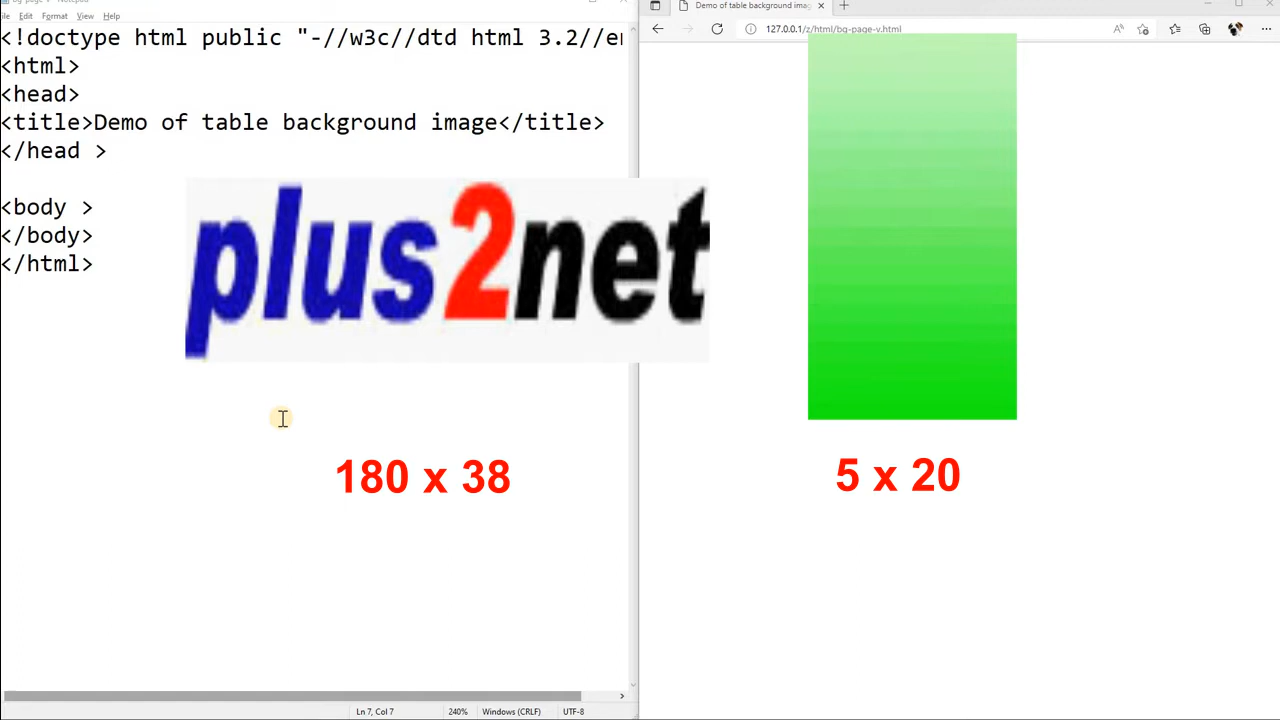 File Edit Format View Help
<!doctype html public "-//w3c//dtd html 3.2//en
<html>
<head>
<title>Demo of table background image</title>
</head >
<body >
</body>
</html>
plus2net
180 x 38
Ln 7, Col 7 240% Windows (CRLF) UTF-8
Demo of table background imag
127.0.0.1/z/html/bg-page-v.html
5 x 20